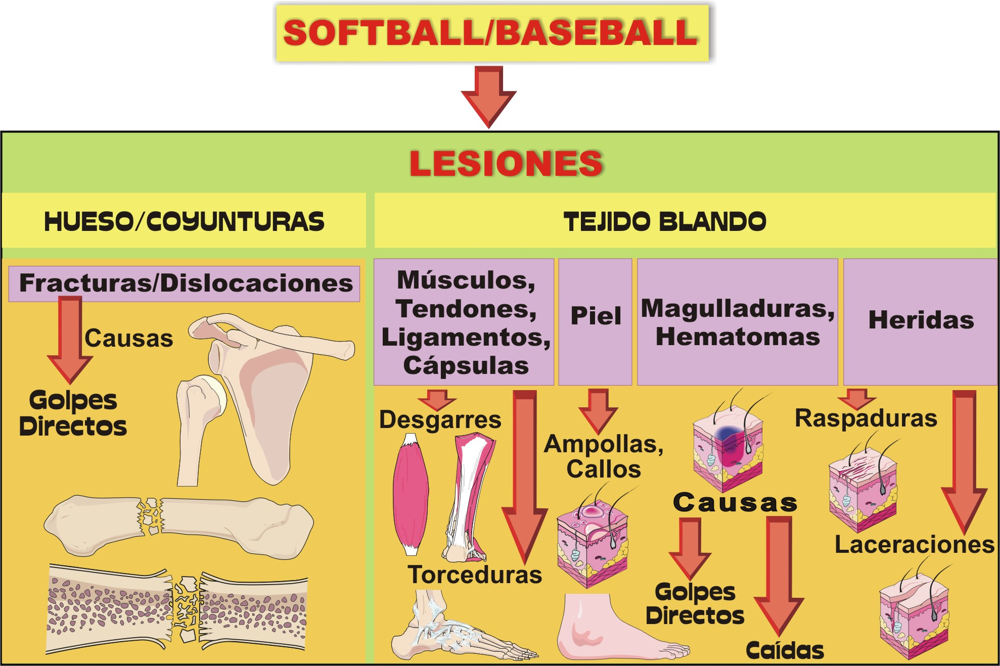 SOFTBALL/BASEBALL
LESIONES
HUESO/COYUNTURAS
TEJIDO BLANDO
Fracturas/Dislocaciones
Causas
Golpes
Directos
Músculos,
Tendones,
Ligamentos,
Cápsulas
Desgarres
Torceduras
Piel
Ampollas,
Callos
Magulladuras,
Hematomas
Causas
Golpes
Directos
Caídas
Heridas
Raspaduras
Laceraciones